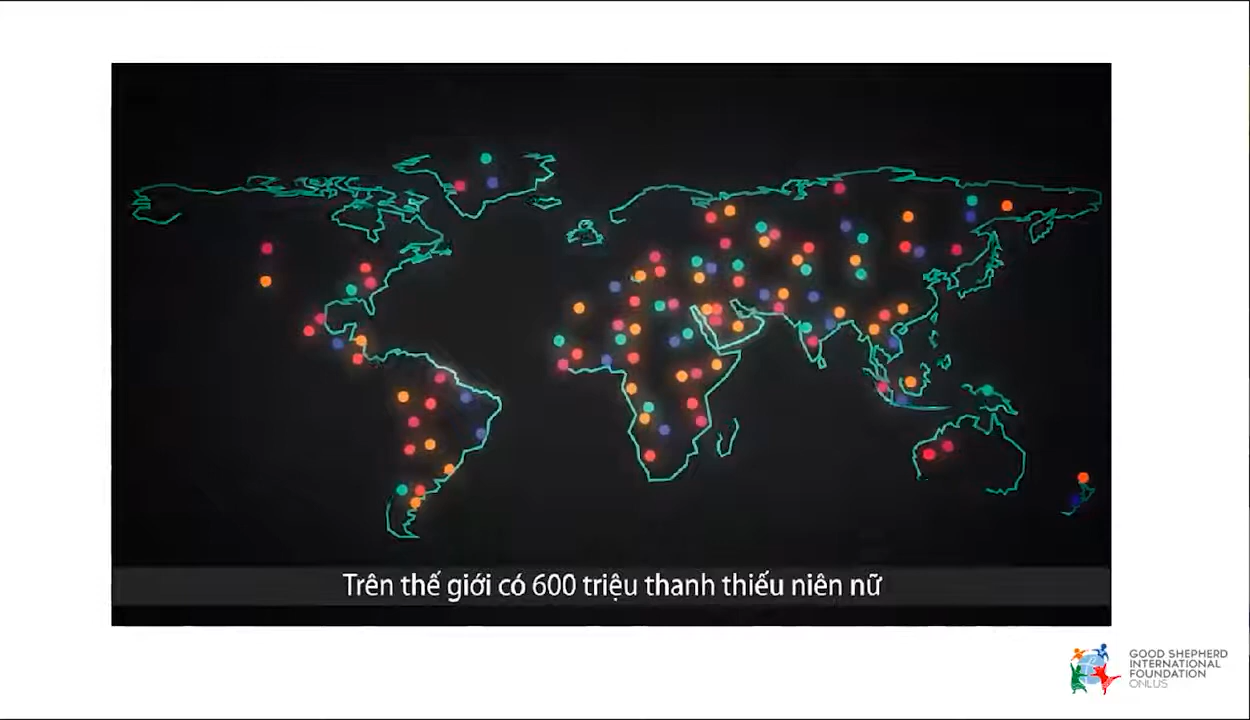 Trên thế giới có 600 triệu thanh thiếu niên nữ
GOOD SHEPHERD
INTERNATIONAL
FOUNDATION
ONLUS